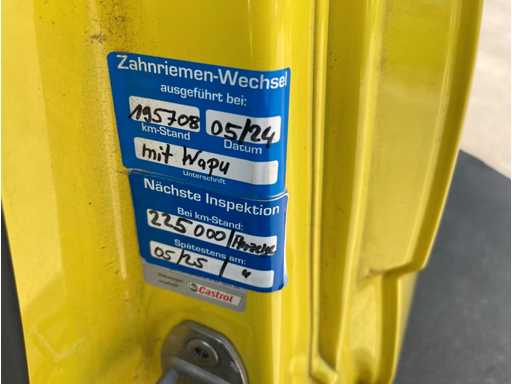 Zahnriemen-Wechsel
ausgeführt bei:
195708 05/24
km-Stand Datum
mit Wapu
Unterschrift
Nächste Inspektion
Bei km-Stand:
225000/
Spätestens am:
05/25/
Castrol